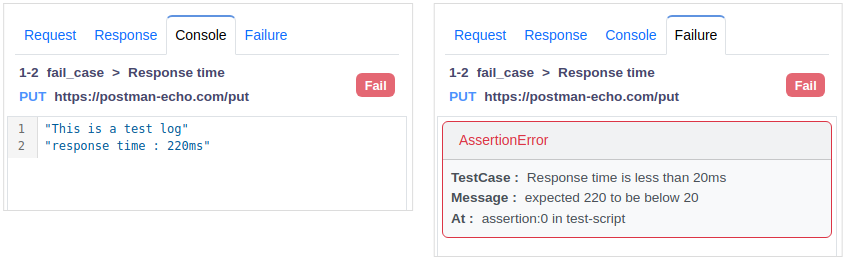 Request Response Console Failure
1-2 fail_case > Response time
Fail
PUT https://postman-echo.com/put
1 "This is a test log"
2 "response time : 220ms"
Request Response Console Failure
1-2 fail_case > Response time
Fail
PUT https://postman-echo.com/put
AssertionError
TestCase : Response time is less than 20ms
Message : expected 220 to be below 20
At : assertion:0 in test-script